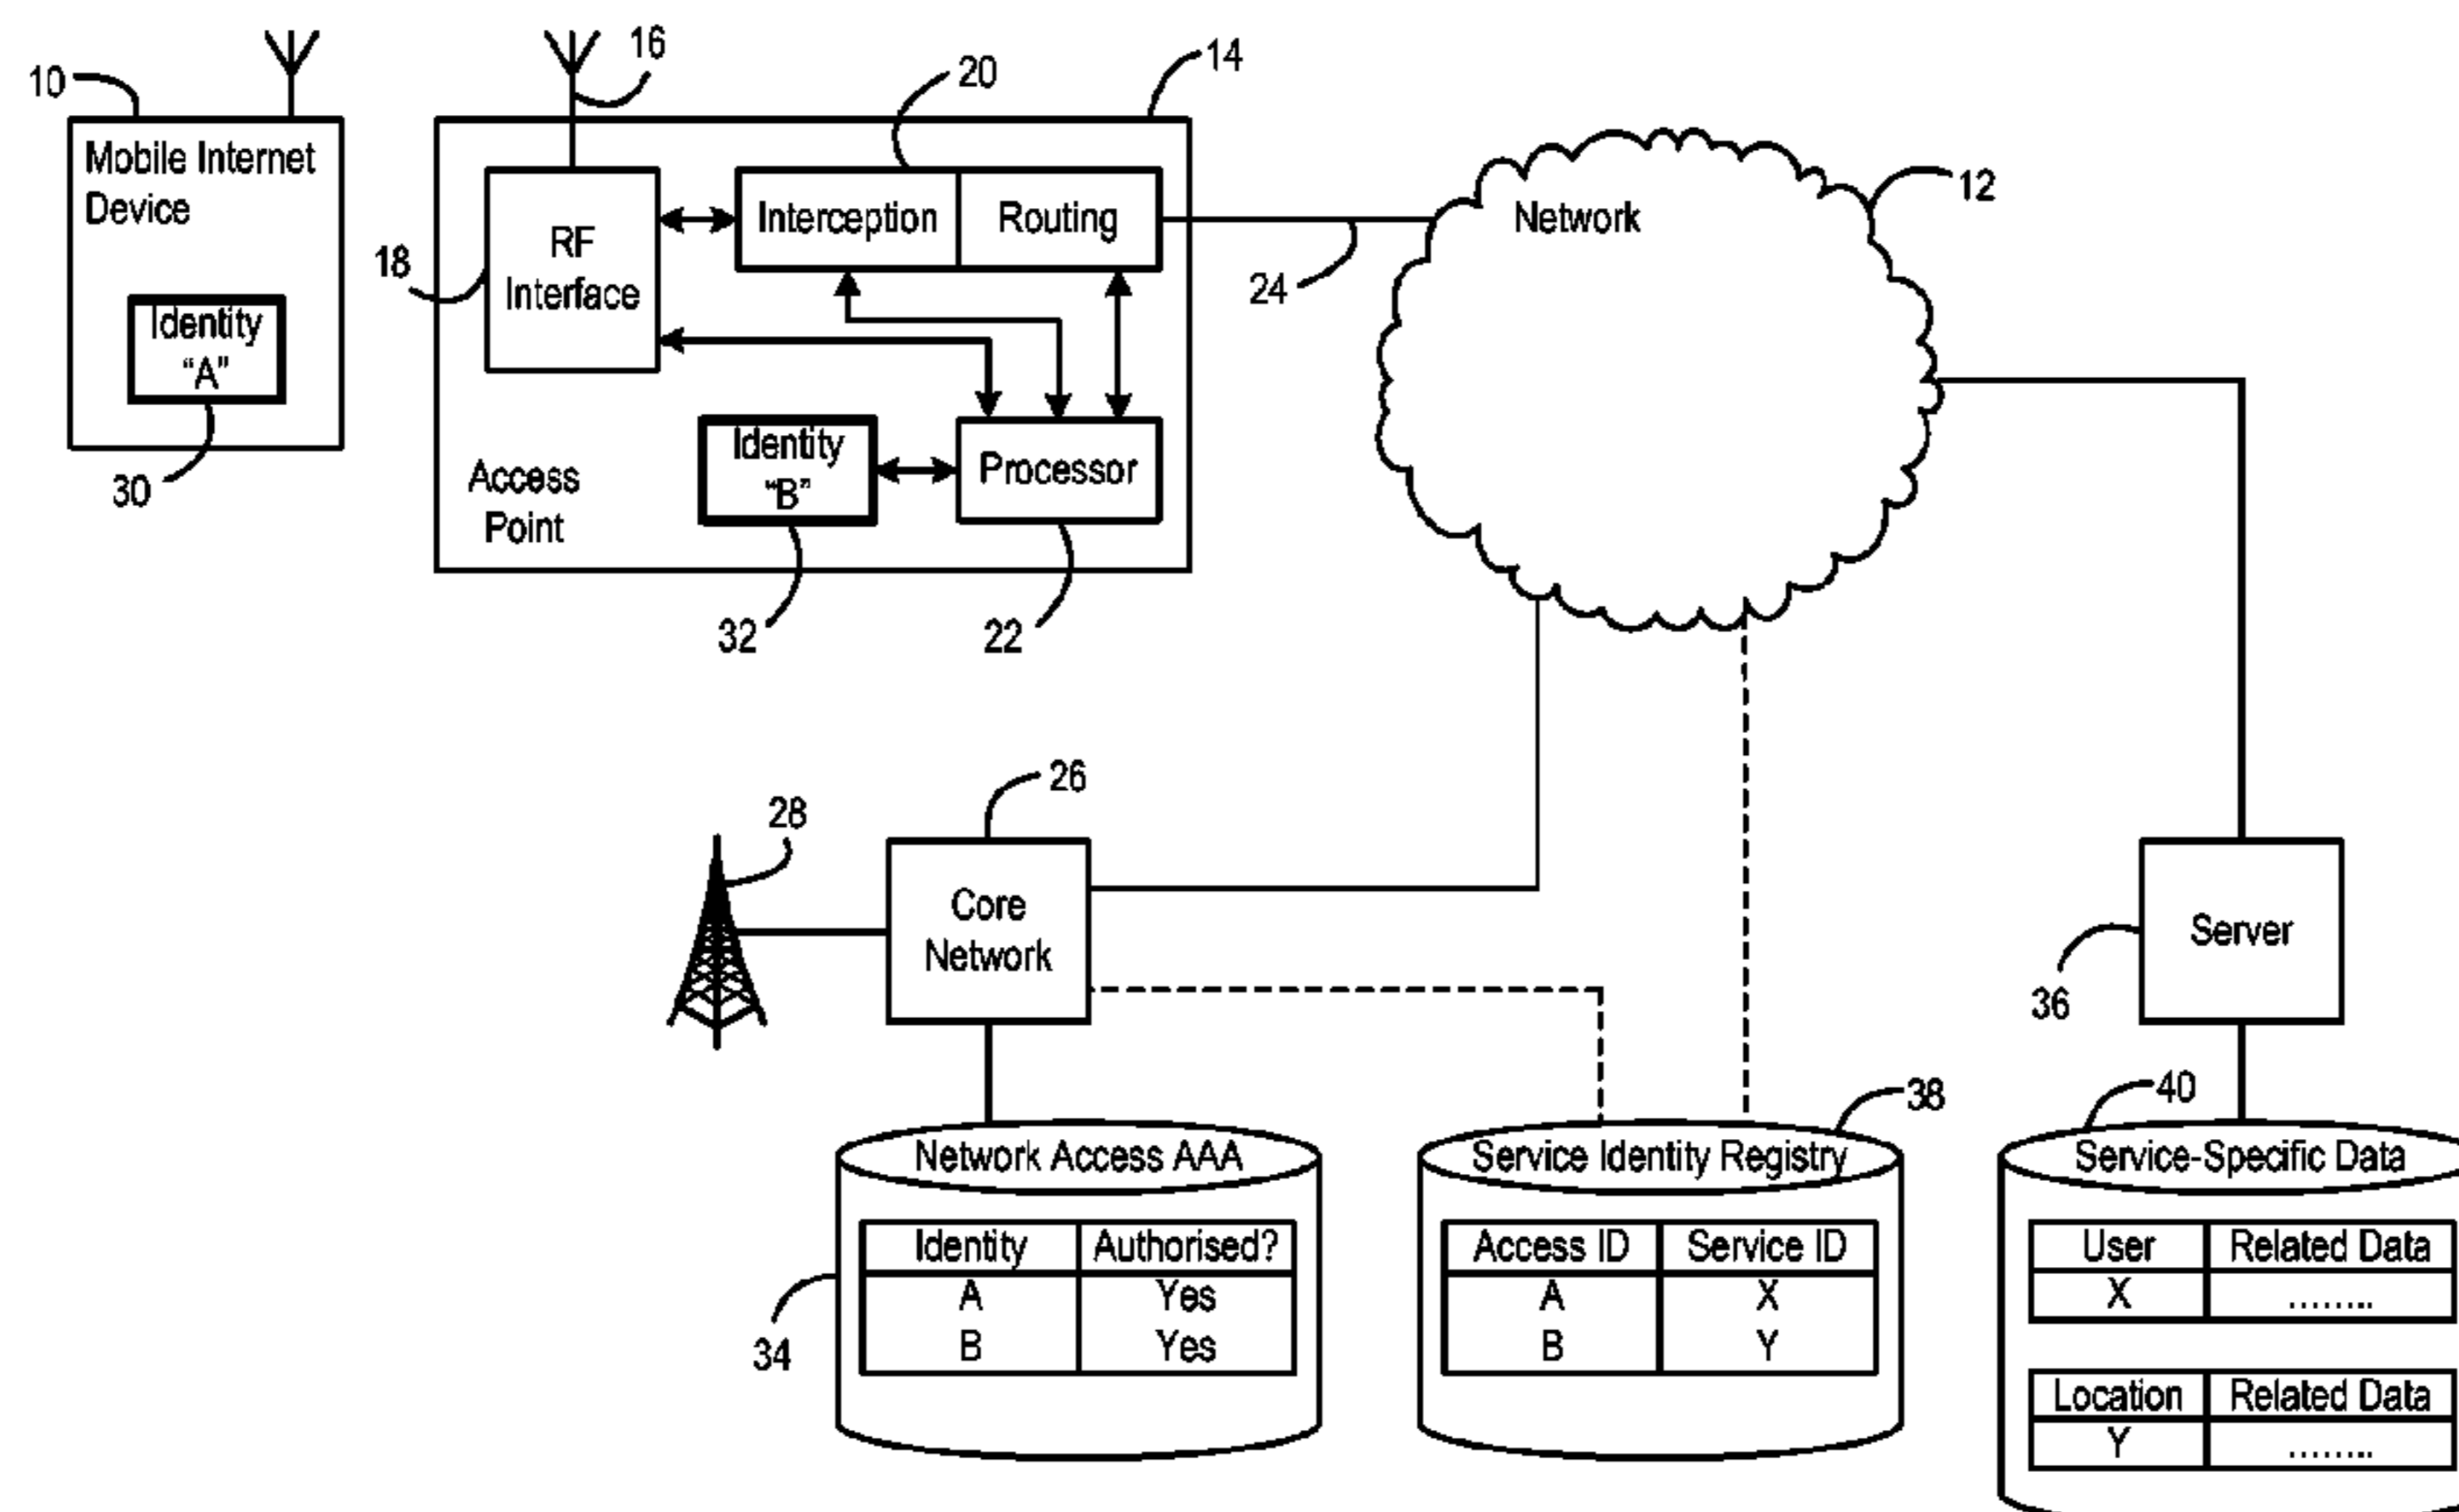 16
10
20
14
Mobile Internet
Device
12
Interception
Routing
Network
RF
Interface
18
24
Identity
“A”
Identity
“B”
Processor
Access
Point
30
32
22
26
28
Core
Network
Server
36
38
40
Network Access AAA
Service Identity Registry
Service-Specific Data
Identity Authorised?
A Yes
B Yes
Access ID Service ID
A X
B Y
User Related Data
X ........
34
Location Related Data
Y ........